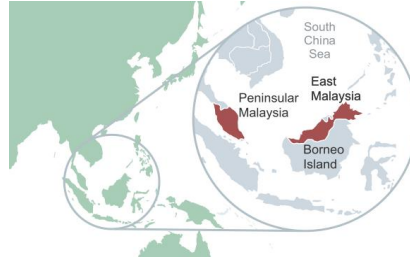 South
China
Sea
East
Malaysia
Peninsular
Malaysia
Borneo
Island